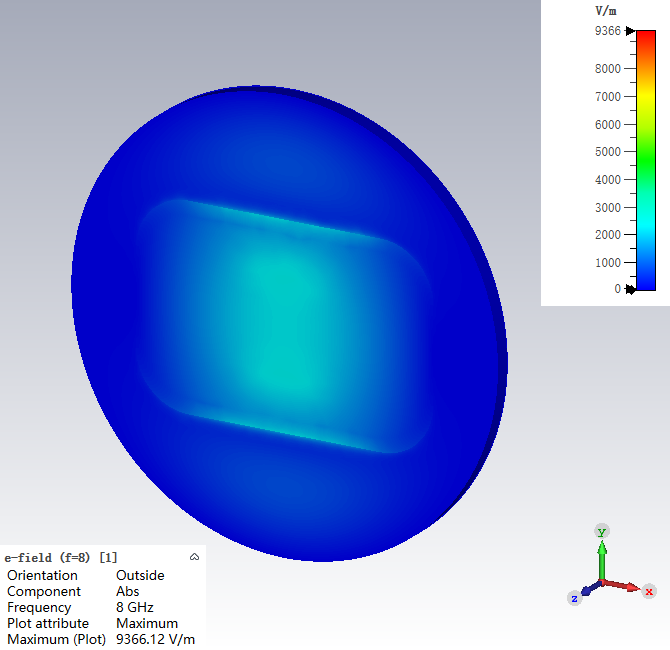 V/m
9366
8000
7000
6000
5000
4000
3000
2000
1000
0
Y
x
z
e-field (f=8) [1]
Orientation Outside
Component Abs
Frequency 8 GHz
Plot attribute Maximum
Maximum (Plot) 9366.12 V/m